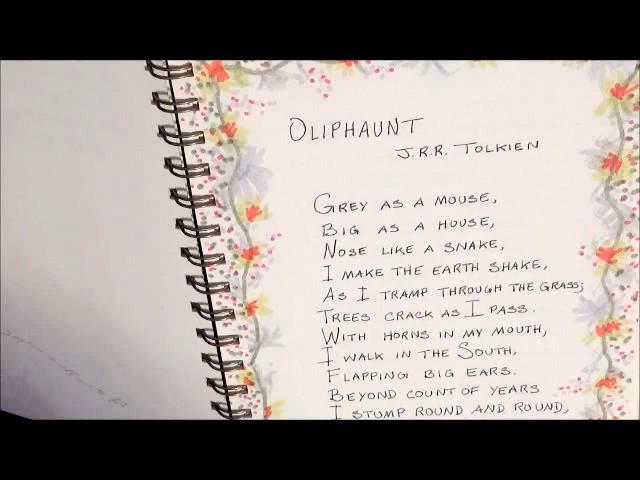 OLIPHAUNT
J.R.R. TOLKIEN
GREY AS A MOUSE,
BIG AS A HOUSE,
NOSE LIKE A SNAKE,
I MAKE THE EARTH SHAKE,
AS I TRAMP THROUGH THE GRASS;
TREES CRACK AS I PASS.
WITH HORNS IN MY MOUTH,
I WALK IN THE SOUTH,
FLAPPING BIG EARS.
BEYOND COUNT OF YEARS
I STUMP ROUND AND ROUND,